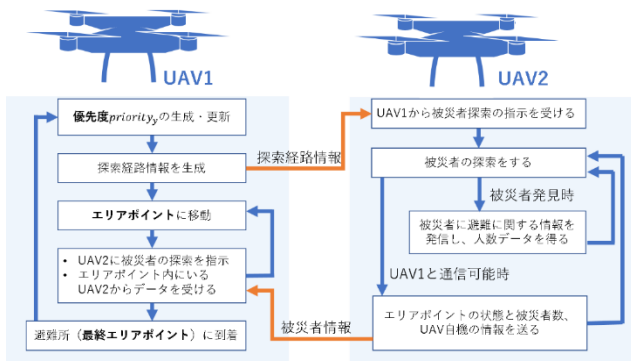 UAV1
優先度priority_yの生成・更新
探索経路情報を生成
エリアポイントに移動
• UAV2に被災者の探索を指示
• エリアポイント内にいる
UAV2からデータを受ける
避難所（最終エリアポイント）に到着
探索経路情報
被災者情報
UAV2
UAV1から被災者探索の指示を受ける
被災者の探索をする
被災者発見時
被災者に避難に関する情報を
発信し、人数データを得る
UAV1と通信可能時
エリアポイントの状態と被災者数、
UAV自機の情報を送る